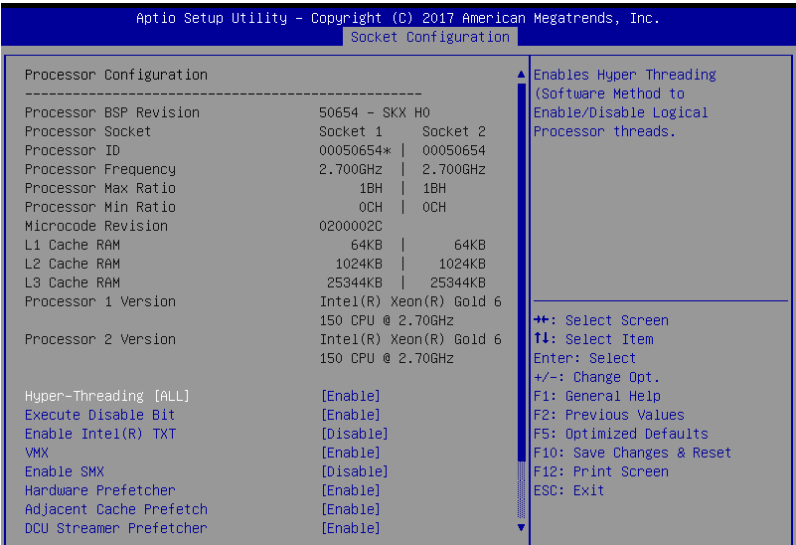 Aptio Setup Utility – Copyright (C) 2017 American Megatrends, Inc.
Socket Configuration
Processor Configuration
--------------------------------------------------
Processor BSP Revision 50654 – SKX H0
Processor Socket Socket 1 Socket 2
Processor ID 00050654* | 00050654
Processor Frequency 2.700GHz | 2.700GHz
Processor Max Ratio 1BH | 1BH
Processor Min Ratio 0CH | 0CH
Microcode Revision 0200002C
L1 Cache RAM 64KB | 64KB
L2 Cache RAM 1024KB | 1024KB
L3 Cache RAM 25344KB | 25344KB
Processor 1 Version Intel(R) Xeon(R) Gold 6
150 CPU @ 2.70GHz
Processor 2 Version Intel(R) Xeon(R) Gold 6
150 CPU @ 2.70GHz
Hyper-Threading [ALL] [Enable]
Execute Disable Bit [Enable]
Enable Intel(R) TXT [Disable]
VMX [Enable]
Enable SMX [Disable]
Hardware Prefetcher [Enable]
Adjacent Cache Prefetch [Enable]
DCU Streamer Prefetcher [Enable]
Enables Hyper Threading
(Software Method to
Enable/Disable Logical
Processor threads.
→←: Select Screen
↑↓: Select Item
Enter: Select
+/-: Change Opt.
F1: General Help
F2: Previous Values
F5: Optimized Defaults
F10: Save Changes & Reset
F12: Print Screen
ESC: Exit